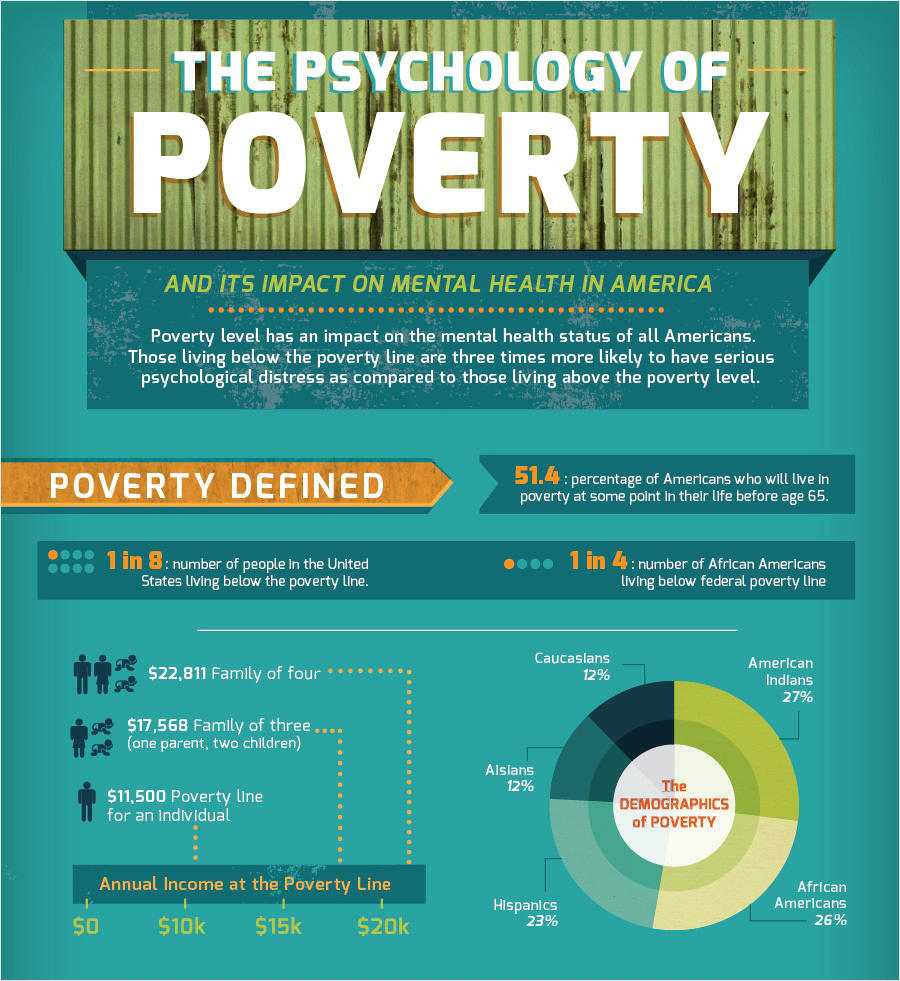 THE PSYCHOLOGY OF
POVERTY
AND ITS IMPACT ON MENTAL HEALTH IN AMERICA
Poverty level has an impact on the mental health status of all Americans.
Those living below the poverty line are three times more likely to have serious
psychological distress as compared to those living above the poverty level.
POVERTY DEFINED
51.4 : percentage of Americans who will live in
poverty at some point in their life before age 65.
1 in 8 : number of people in the United
States living below the poverty line.
1 in 4 : number of African Americans
living below federal poverty line
$22,811 Family of four
$17,568 Family of three
(one parent, two children)
$11,500 Poverty line
for an individual
Annual Income at the Poverty Line
$0 $10k $15k $20k
Caucasians
12%
American
Indians
27%
Aisians
12%
The
DEMOGRAPHICS
of POVERTY
Hispanics
23%
African
Americans
26%